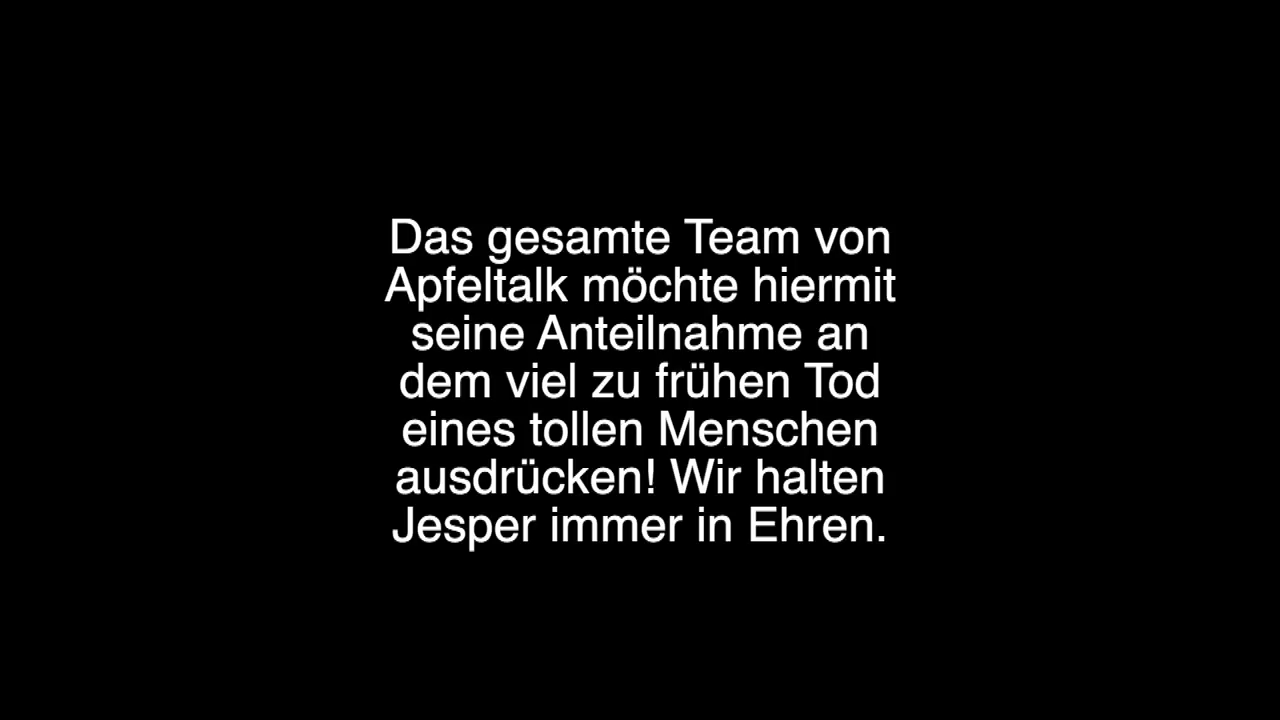 Das gesamte Team von
Apfeltalk möchte hiermit
seine Anteilnahme an
dem viel zu frühen Tod
eines tollen Menschen
ausdrücken! Wir halten
Jesper immer in Ehren.